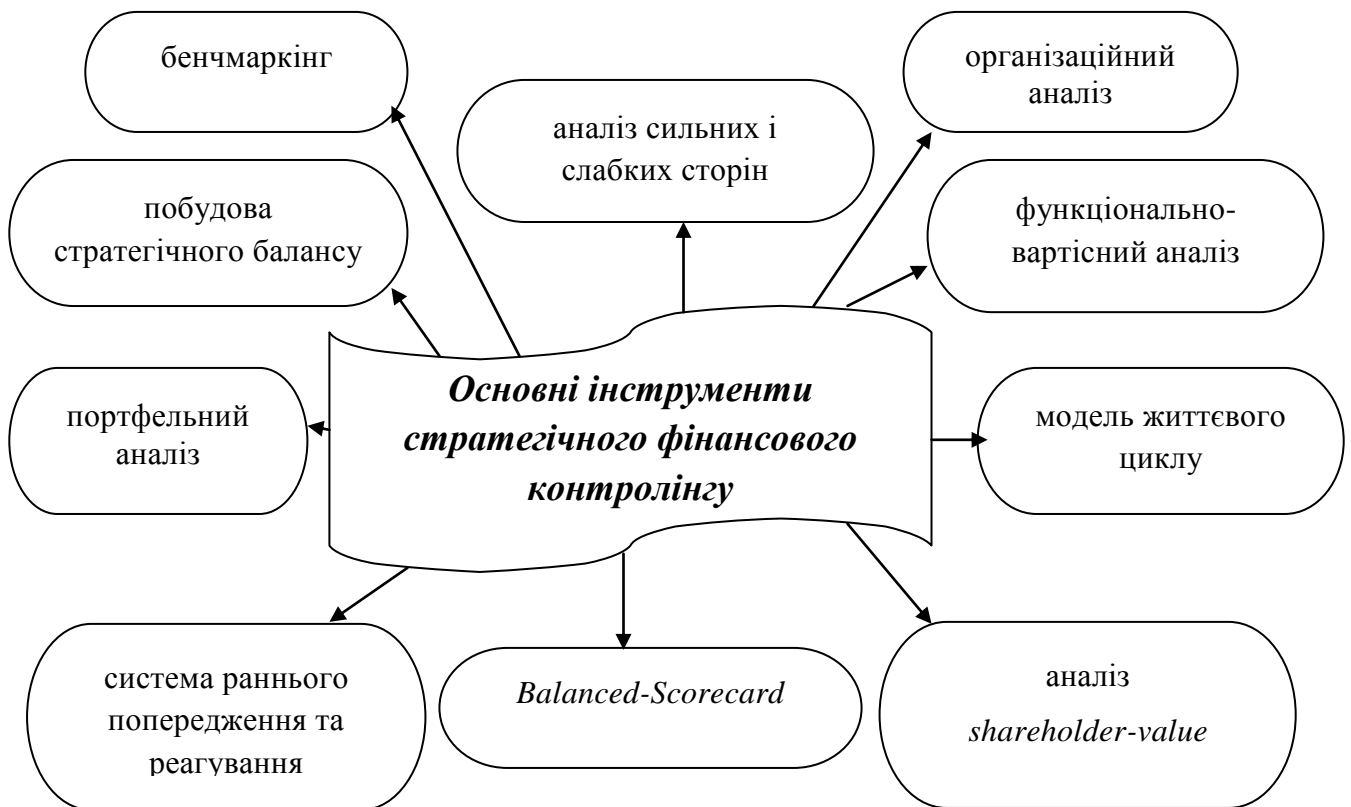 бенчмаркінг
аналіз сильних і
слабких сторін
організаційний
аналіз
побудова
стратегічного балансу
функціонально-
вартісний аналіз
Основні інструменти
стратегічного фінансового
контролінгу
портфельний
аналіз
модель життєвого
циклу
система раннього
попередження та
реагування
Balanced-Scorecard
аналіз
shareholder-value